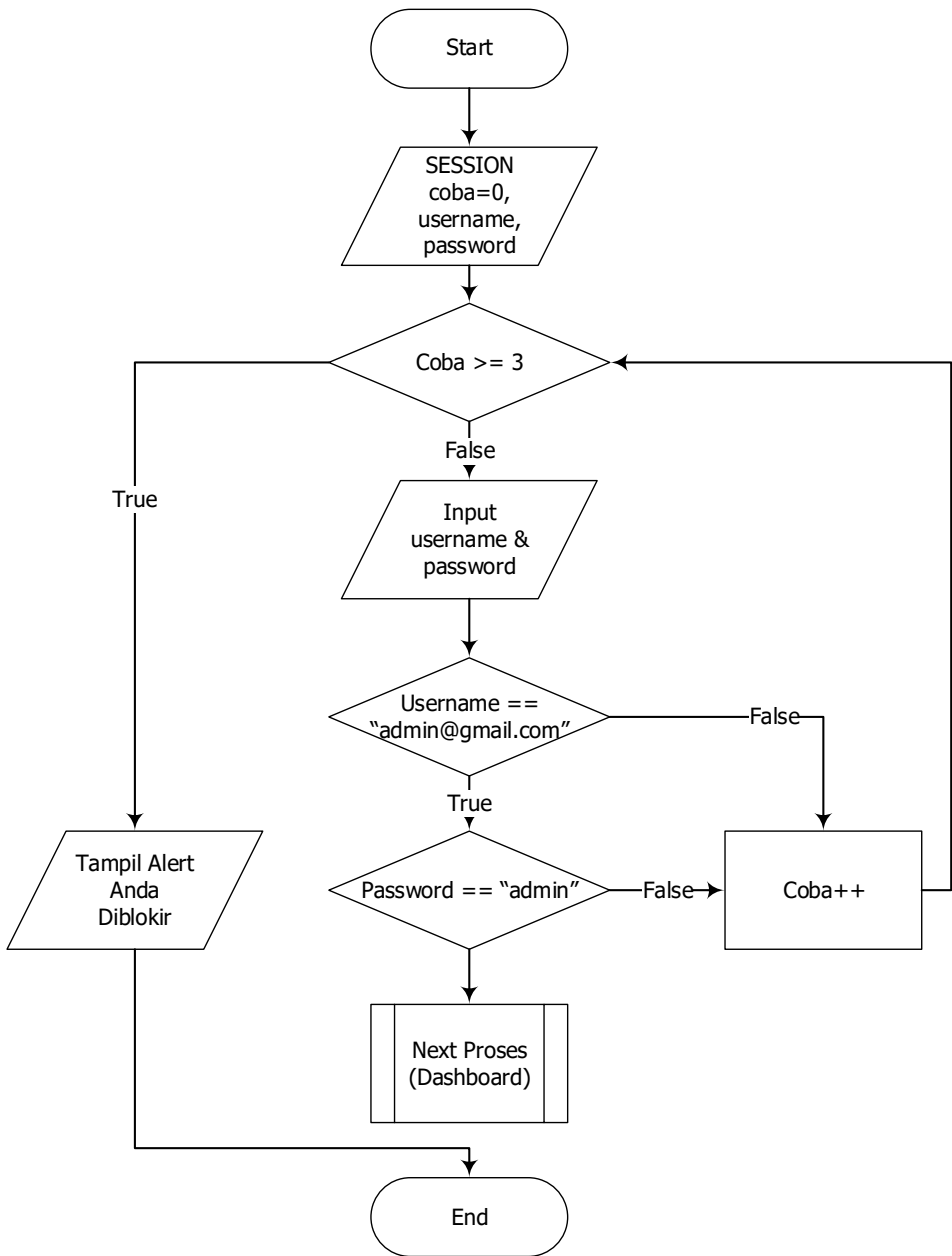 Start
SESSION
coba=0,
username,
password
Coba >= 3
False
True
Input
username &
password
Username ==
“admin@gmail.com”
False
True
Tampil Alert
Anda
Diblokir
Password == “admin”
False
Coba++
Next Proses
(Dashboard)
End